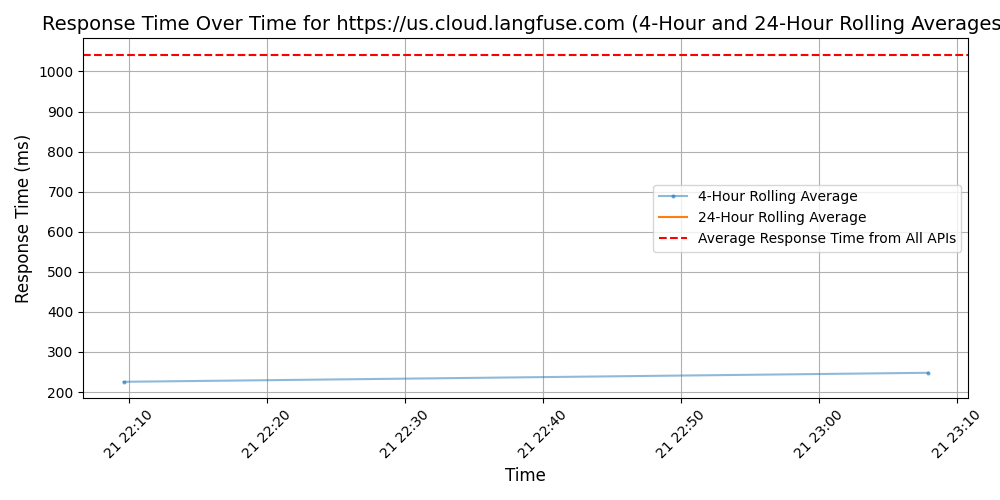 Response Time Over Time for https://us.cloud.langfuse.com (4-Hour and 24-Hour Rolling Averages
Response Time (ms)
1000
900
800
700
600
500
400
300
200
4-Hour Rolling Average
24-Hour Rolling Average
Average Response Time from All APIs
21 22:10
21 22:20
21 22:30
21 22:40
21 22:50
21 23:00
21 23:10
Time